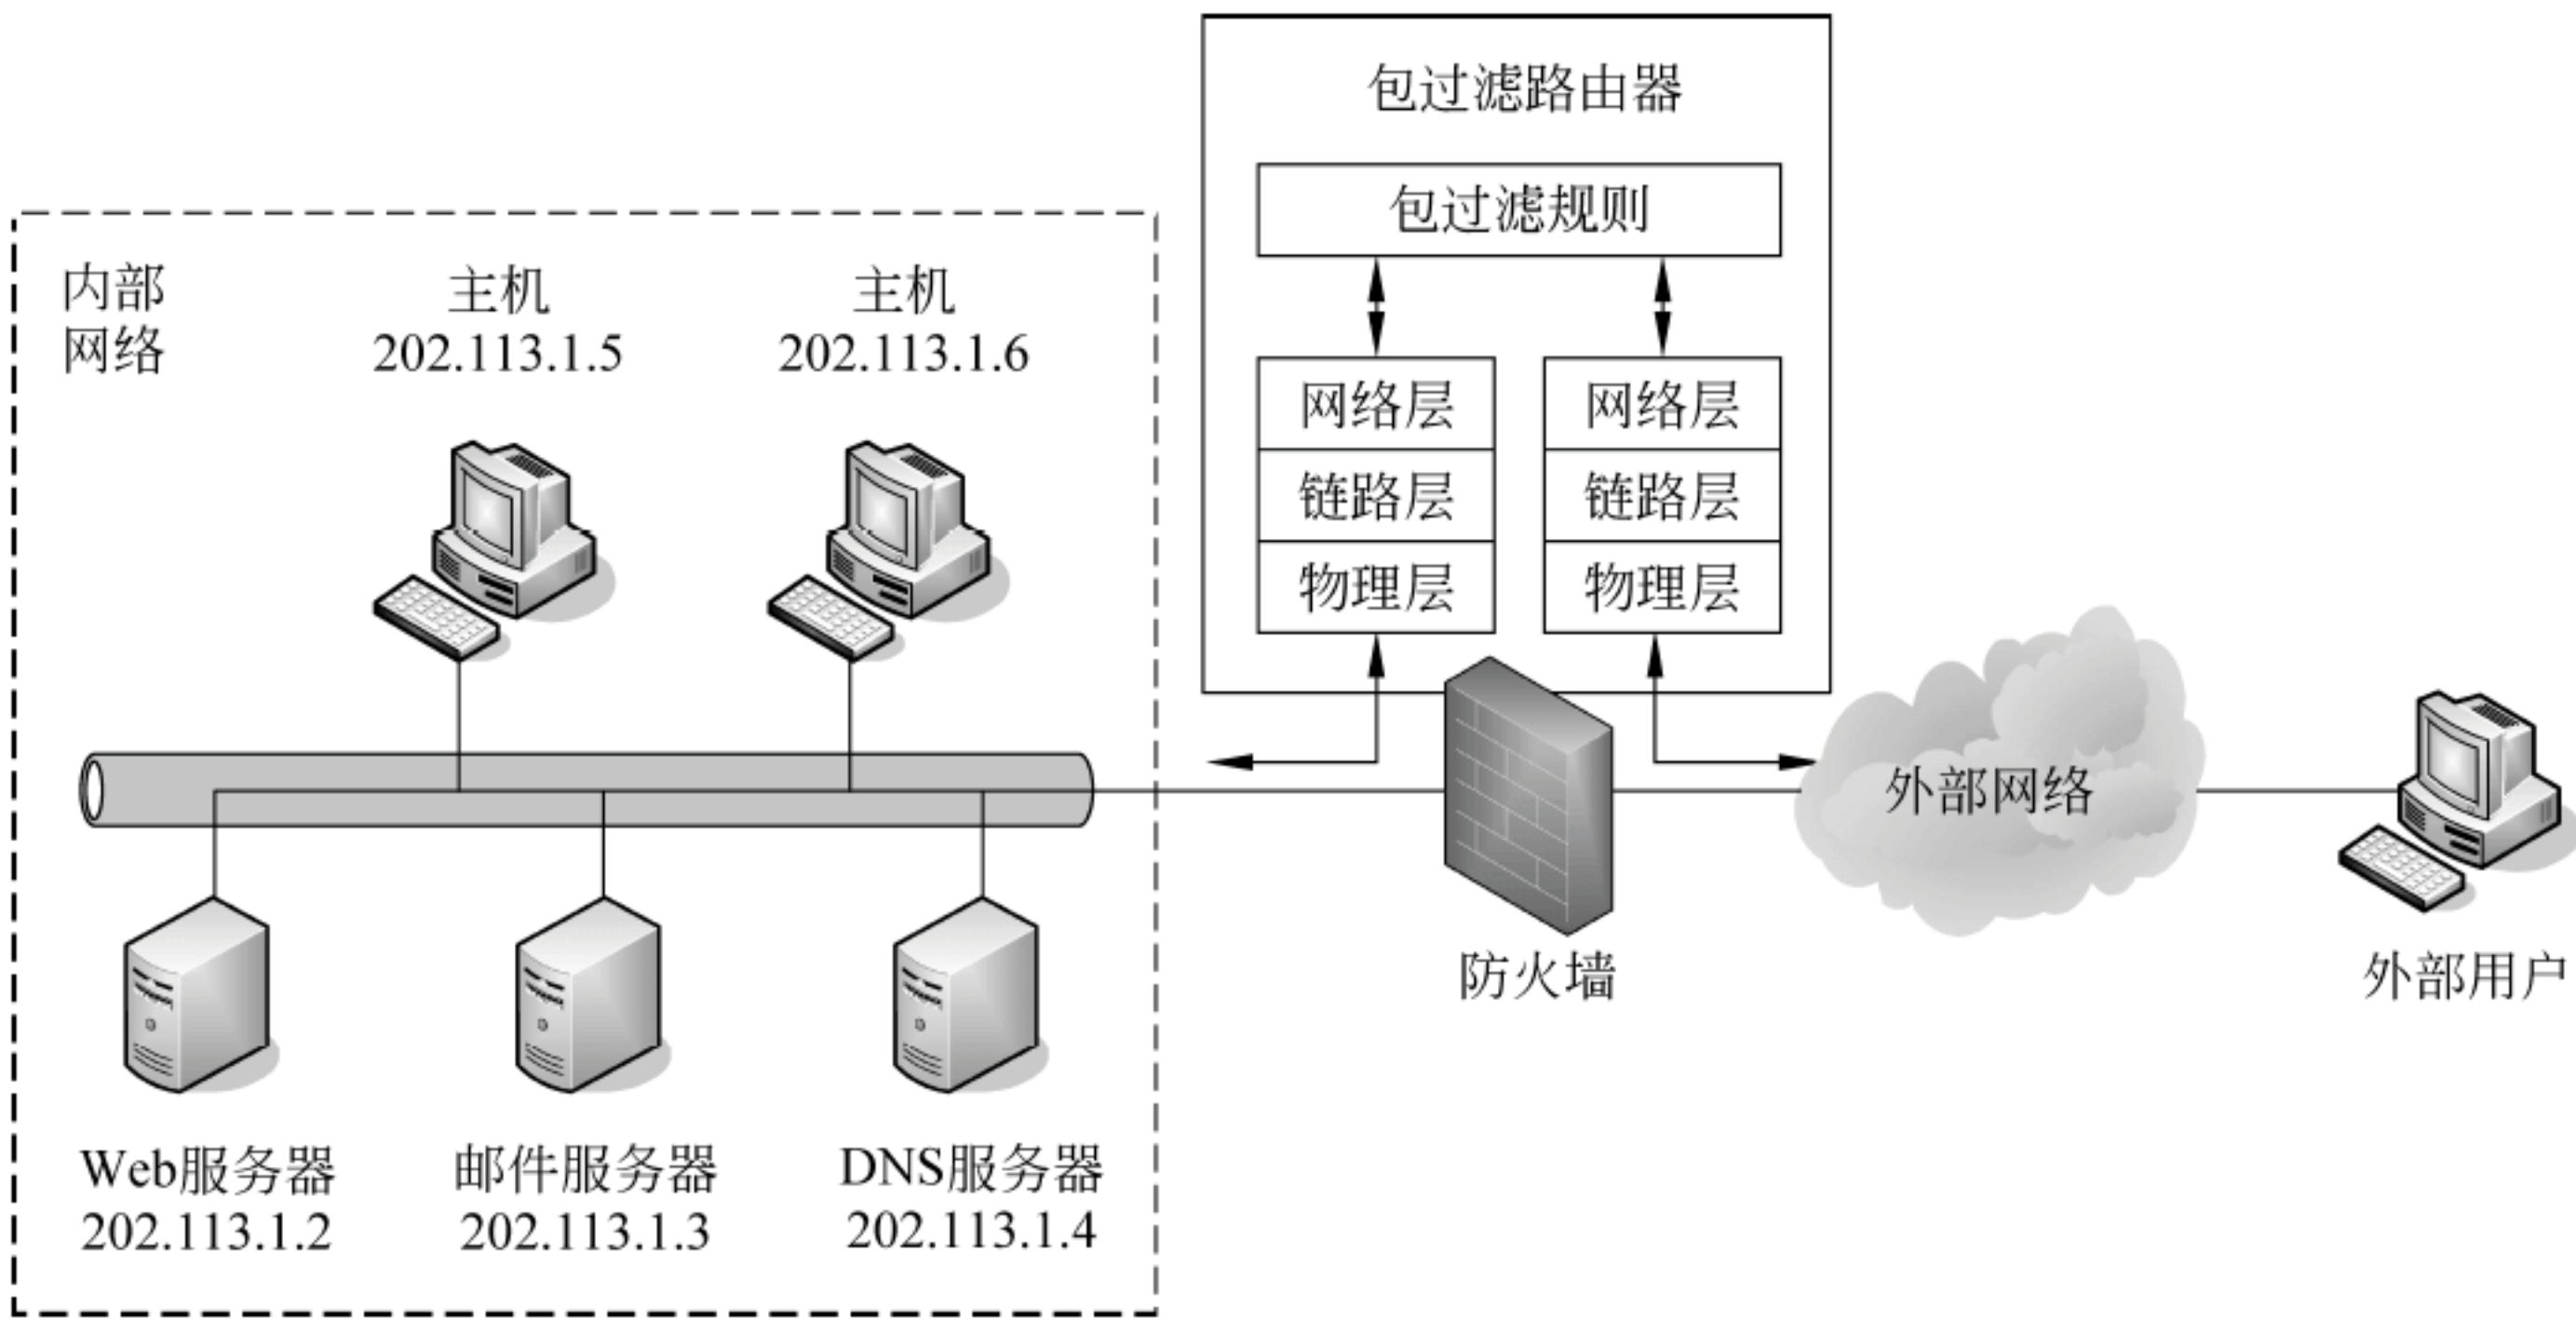 包过滤路由器
包过滤规则
内部
网络
主机
202.113.1.5
主机
202.113.1.6
网络层
链路层
物理层
网络层
链路层
物理层
外部网络
防火墙
外部用户
Web服务器
202.113.1.2
邮件服务器
202.113.1.3
DNS服务器
202.113.1.4